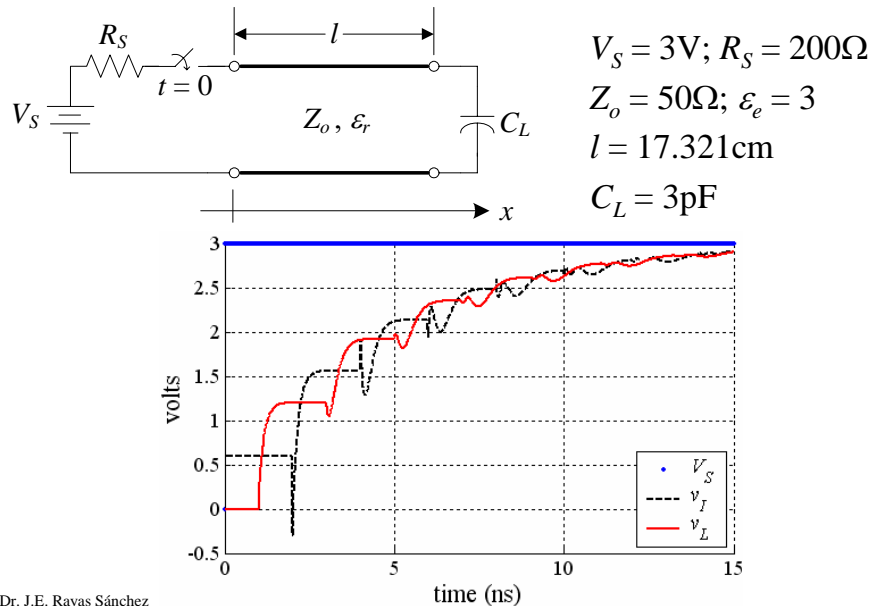 R_S
l
t = 0
V_S
Z_o , ε_r
C_L
x
V_S = 3V; R_S = 200Ω
Z_o = 50Ω; ε_e = 3
l = 17.321cm
C_L = 3pF
3
2.5
2
1.5
1
0.5
0
-0.5
volts
0
5
10
15
time (ns)
V_S
v_I
v_L
Dr. J.E. Rayas Sánchez